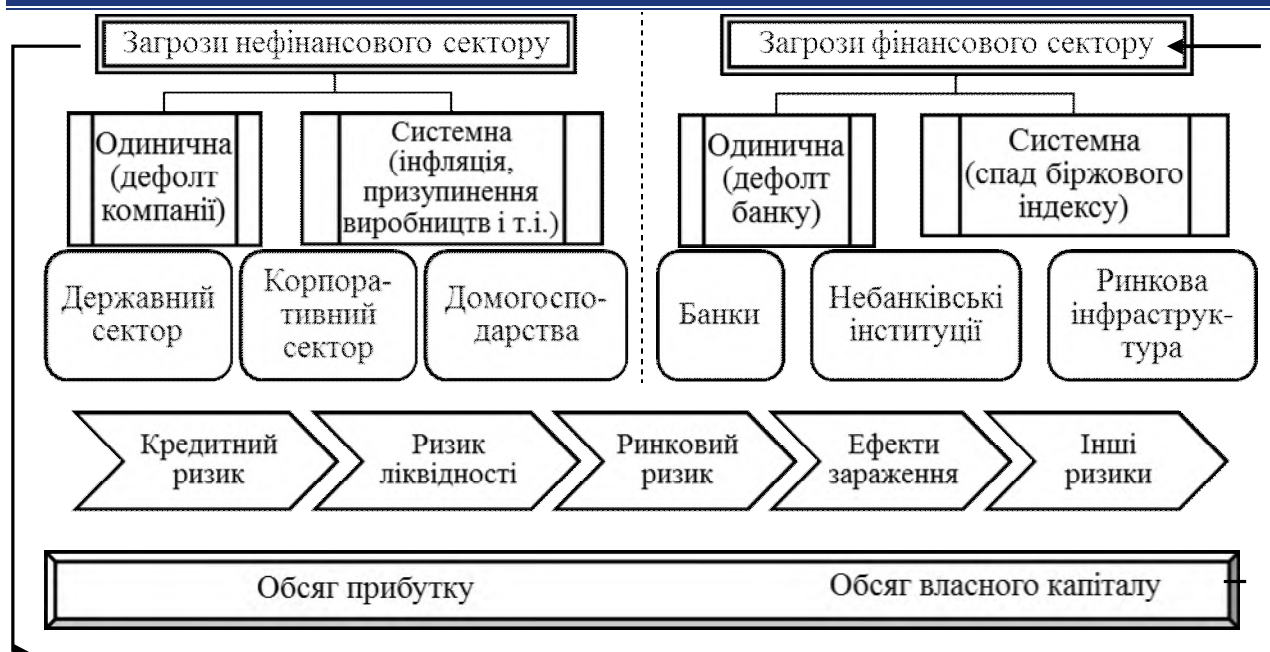 Загрози нефінансового сектору
Загрози фінансового сектору
Одинична
(дефолт
компанії)
Системна
(інфляція,
призупинення
виробництв і т.і.)
Одинична
(дефолт
банку)
Системна
(спад біржового
індексу)
Державний
сектор
Корпора-
тивний
сектор
Домогоспо-
дарства
Банки
Небанківські
інституції
Ринкова
інфраструк-
тура
Кредитний
ризик
Ризик
ліквідності
Ринковий
ризик
Ефекти
зараження
Інші
ризики
Обсяг прибутку
Обсяг власного капіталу